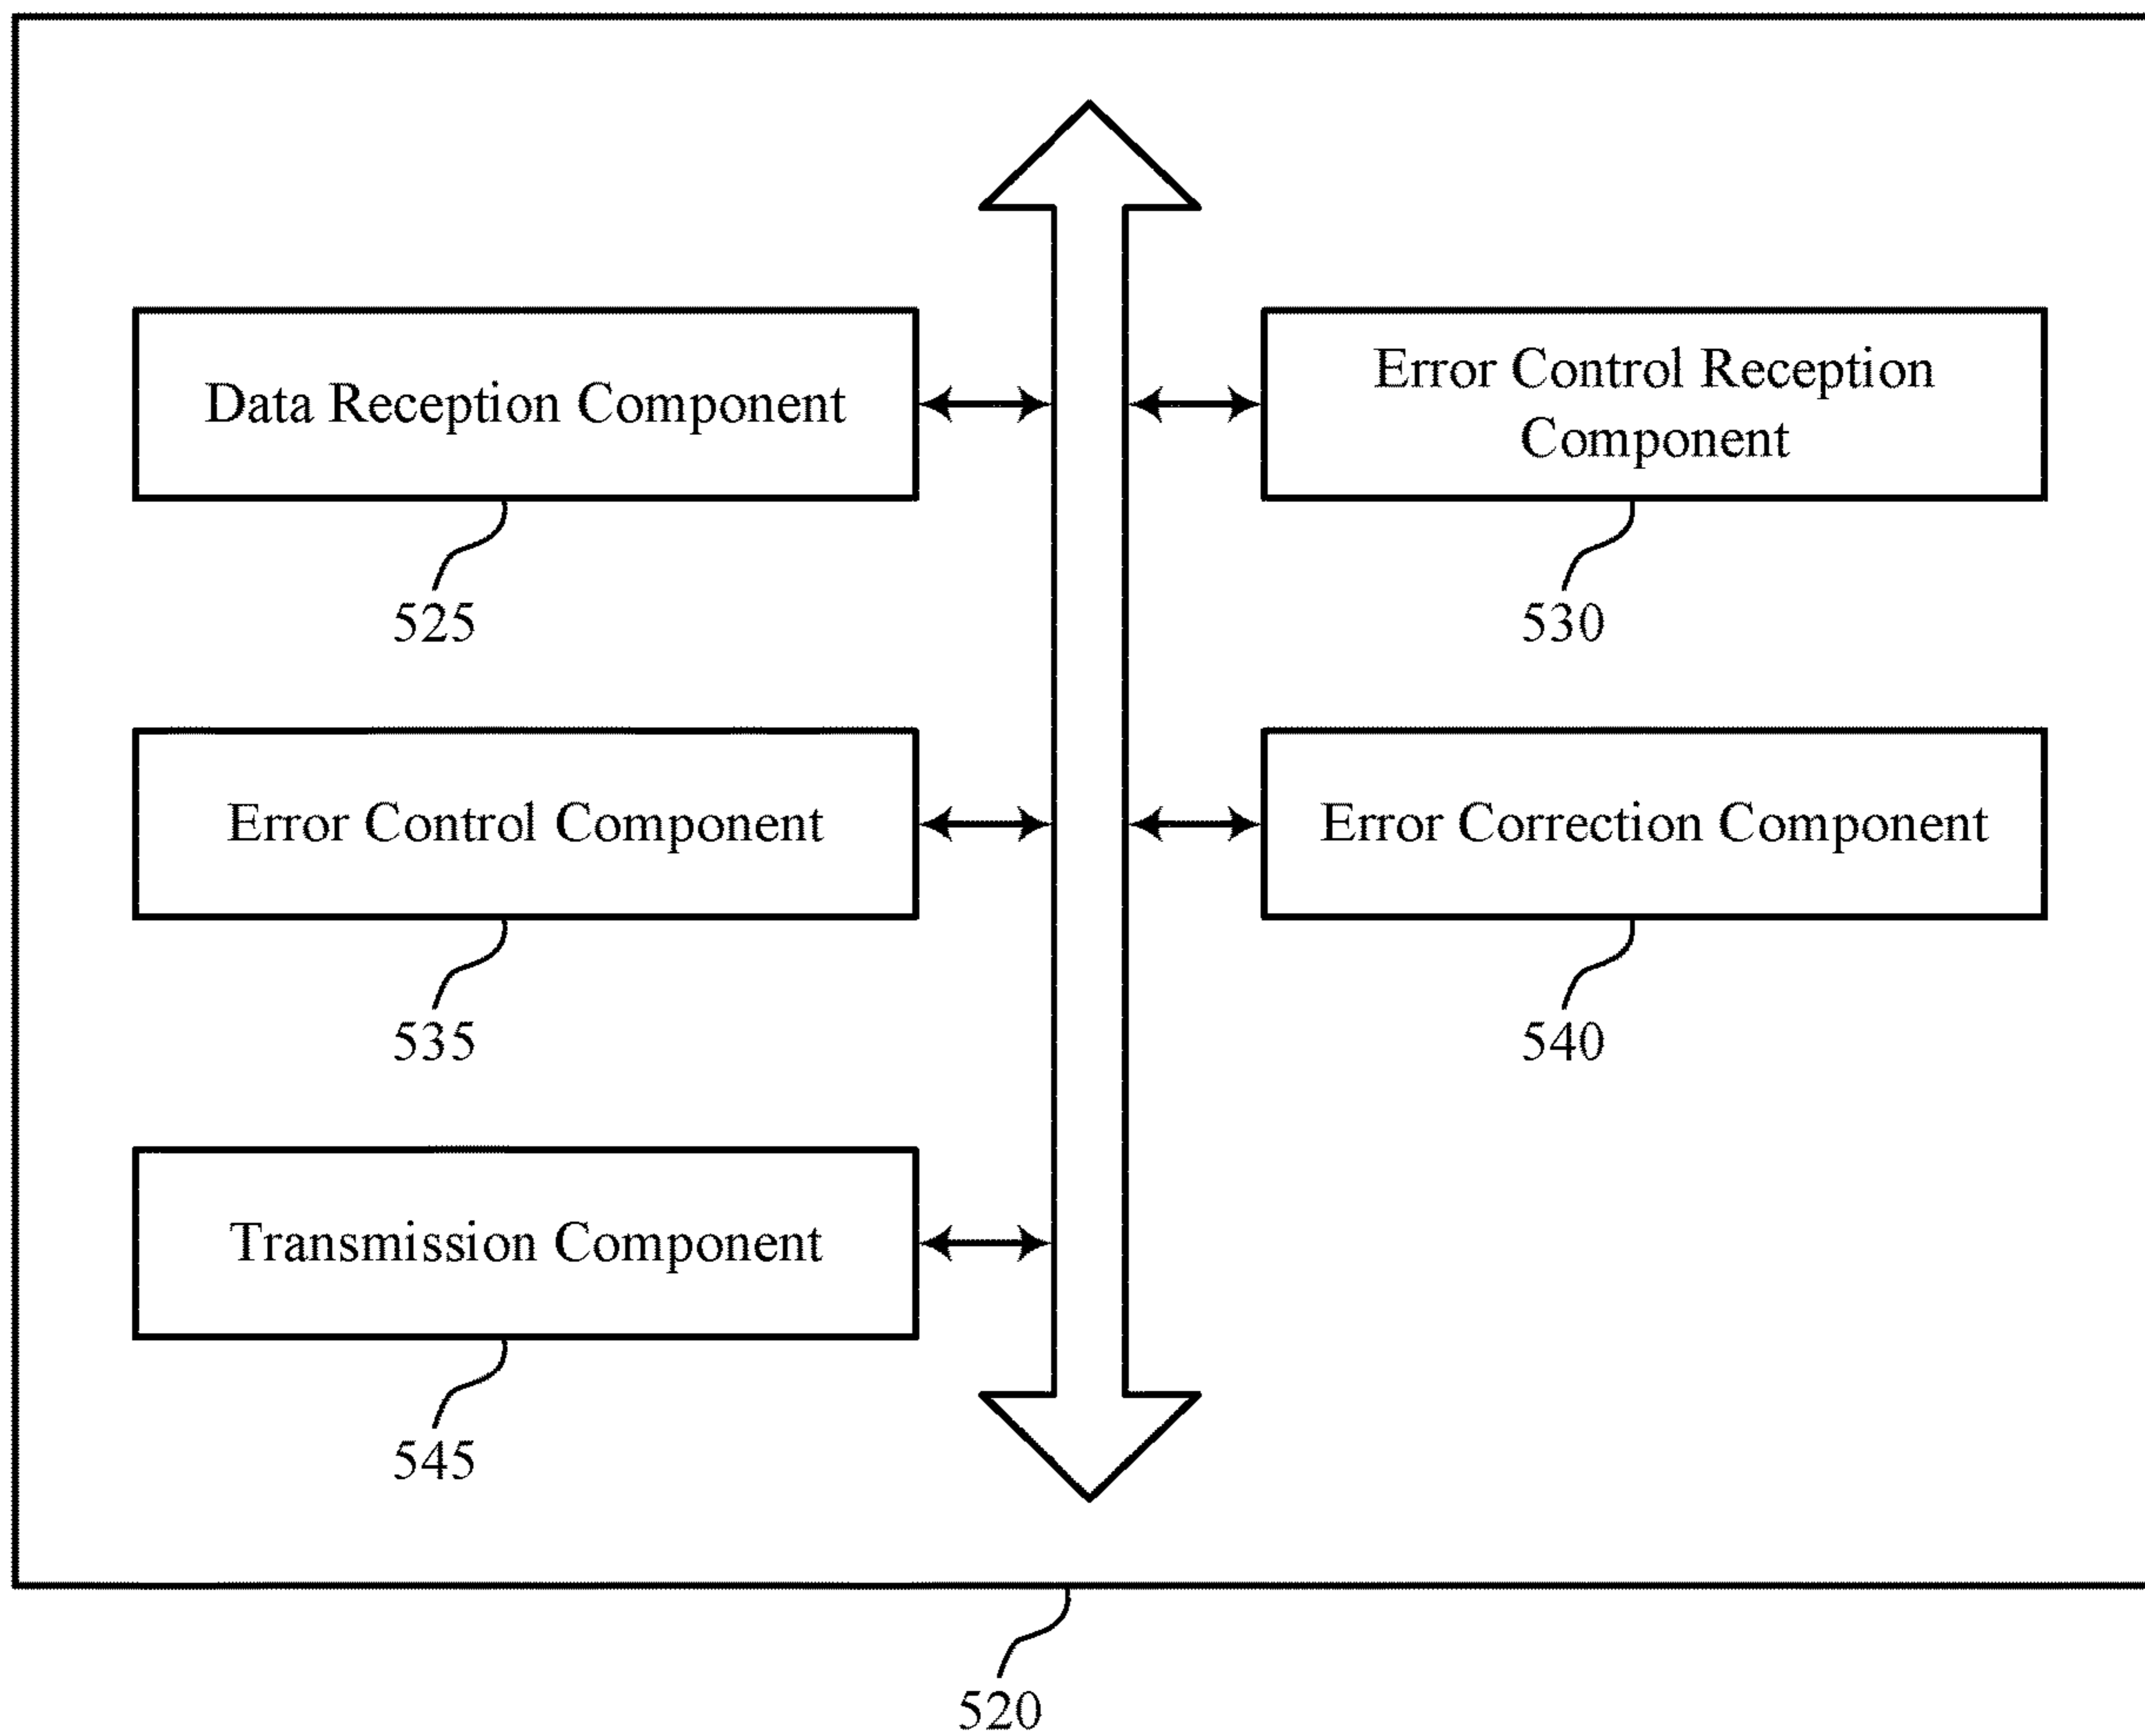 Data Reception Component
Error Control Reception
Component
525
530
Error Control Component
Error Correction Component
535
540
Transmission Component
545
520